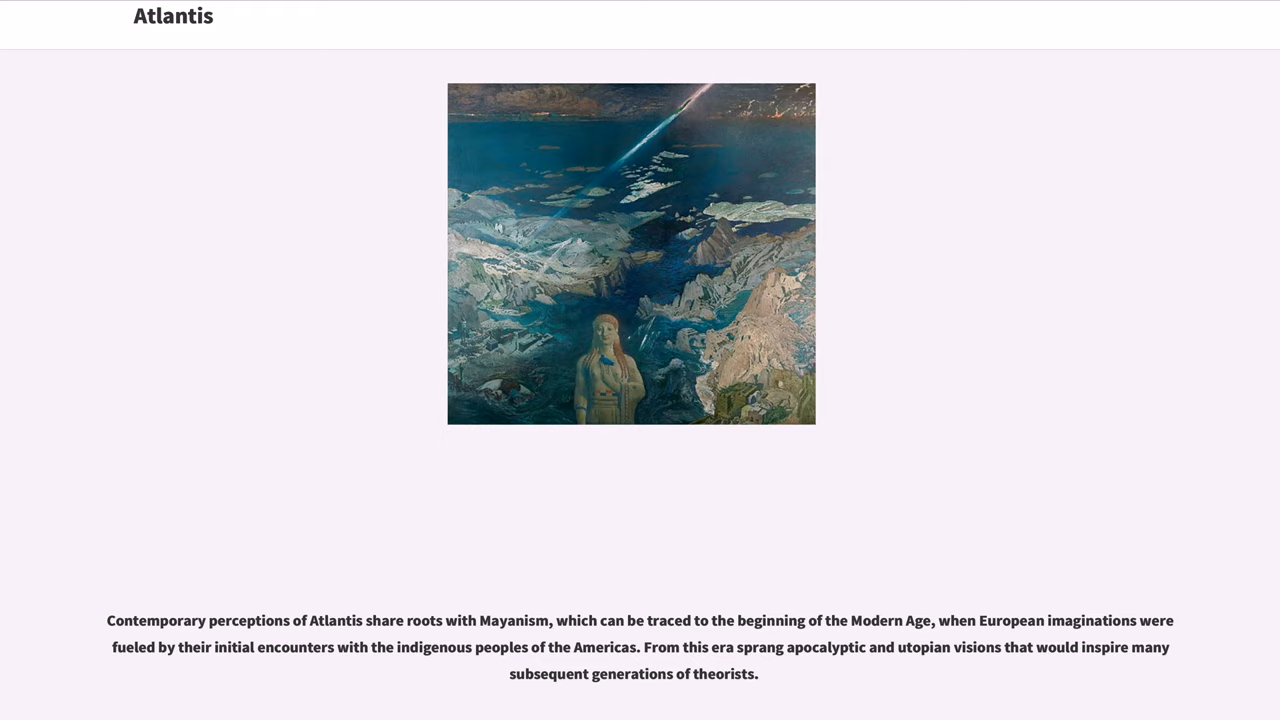 Atlantis
Contemporary perceptions of Atlantis share roots with Mayanism, which can be traced to the beginning of the Modern Age, when European imaginations were
fueled by their initial encounters with the indigenous peoples of the Americas. From this era sprang apocalyptic and utopian visions that would inspire many
subsequent generations of theorists.